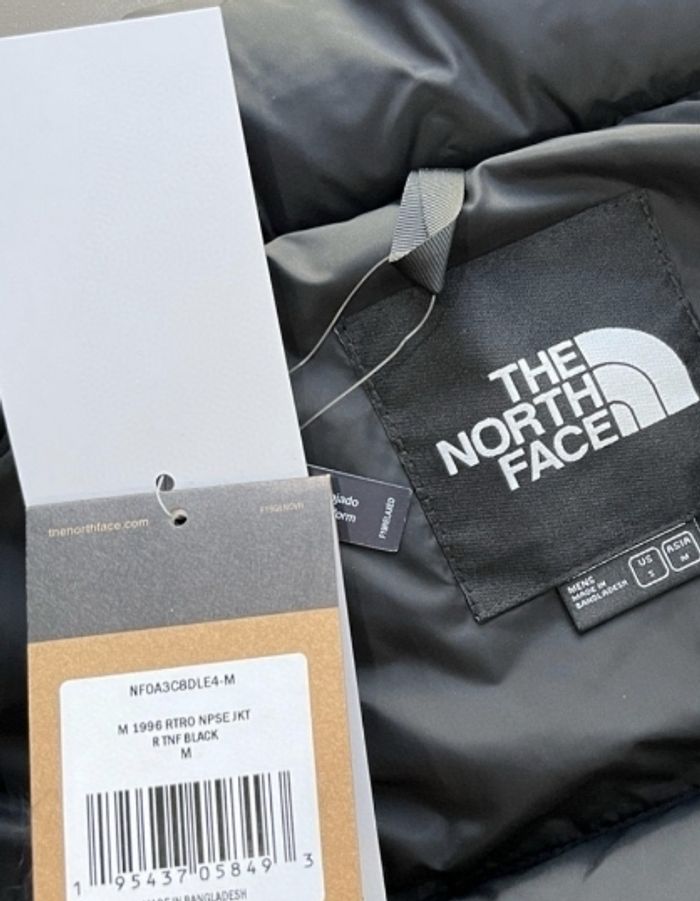 THE
NORTH
FACE
MENS
MADE IN
BANGLADESH
US
S
ASIA
M
thenorthface.com
NF0A3C8DLE4-M
M 1996 RTRO NPSE JKT
R TNF BLACK
M
1 95437 05849 3
MADE IN BANGLADESH